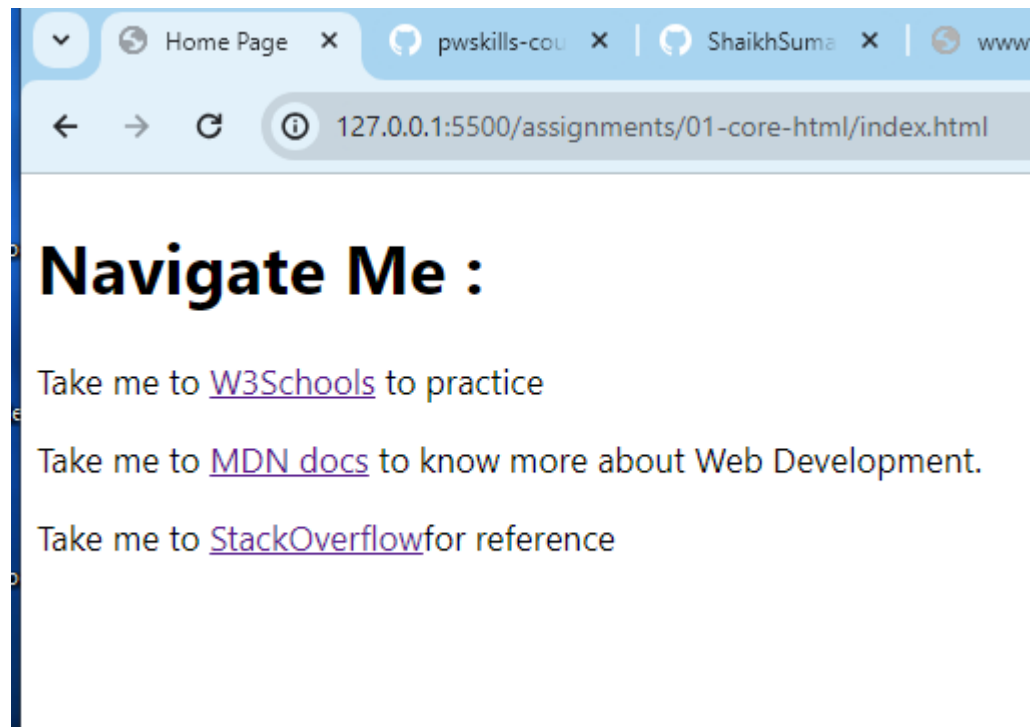 Home Page
pwskills-cou
ShaikhSuma
www
127.0.0.1:5500/assignments/01-core-html/index.html
Navigate Me :
Take me to W3Schools to practice
Take me to MDN docs to know more about Web Development.
Take me to StackOverflowfor reference